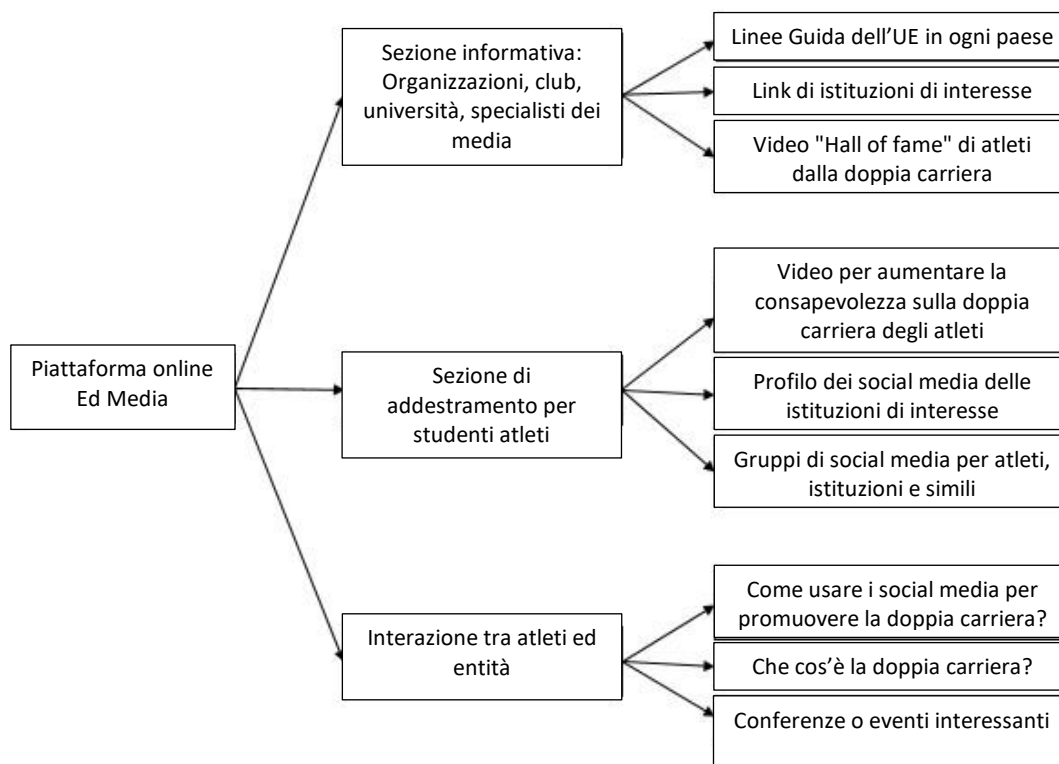 Piattaforma online
Ed Media
Sezione informativa:
Organizzazioni, club,
università, specialisti dei
media
Linee Guida dell’UE in ogni paese
Link di istituzioni di interesse
Video "Hall of fame" di atleti
dalla doppia carriera
Sezione di
addestramento per
studenti atleti
Video per aumentare la
consapevolezza sulla doppia
carriera degli atleti
Profilo dei social media delle
istituzioni di interesse
Gruppi di social media per atleti,
istituzioni e simili
Interazione tra atleti ed
entità
Come usare i social media per
promuovere la doppia carriera?
Che cos’è la doppia carriera?
Conferenze o eventi interessanti